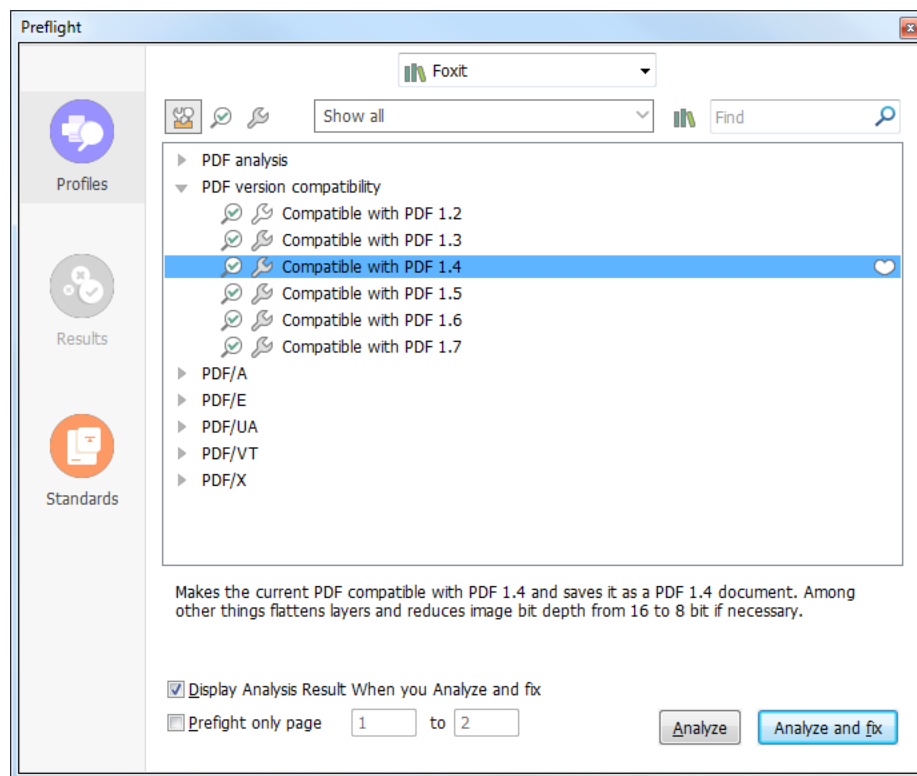 Preflight
Foxit
Show all
Find
Profiles
Results
Standards
PDF analysis
PDF version compatibility
Compatible with PDF 1.2
Compatible with PDF 1.3
Compatible with PDF 1.4
Compatible with PDF 1.5
Compatible with PDF 1.6
Compatible with PDF 1.7
PDF/A
PDF/E
PDF/UA
PDF/VT
PDF/X
Makes the current PDF compatible with PDF 1.4 and saves it as a PDF 1.4 document. Among
other things flattens layers and reduces image bit depth from 16 to 8 bit if necessary.
Display Analysis Result When you Analyze and fix
Prefight only page 1 to 2
Analyze
Analyze and fix